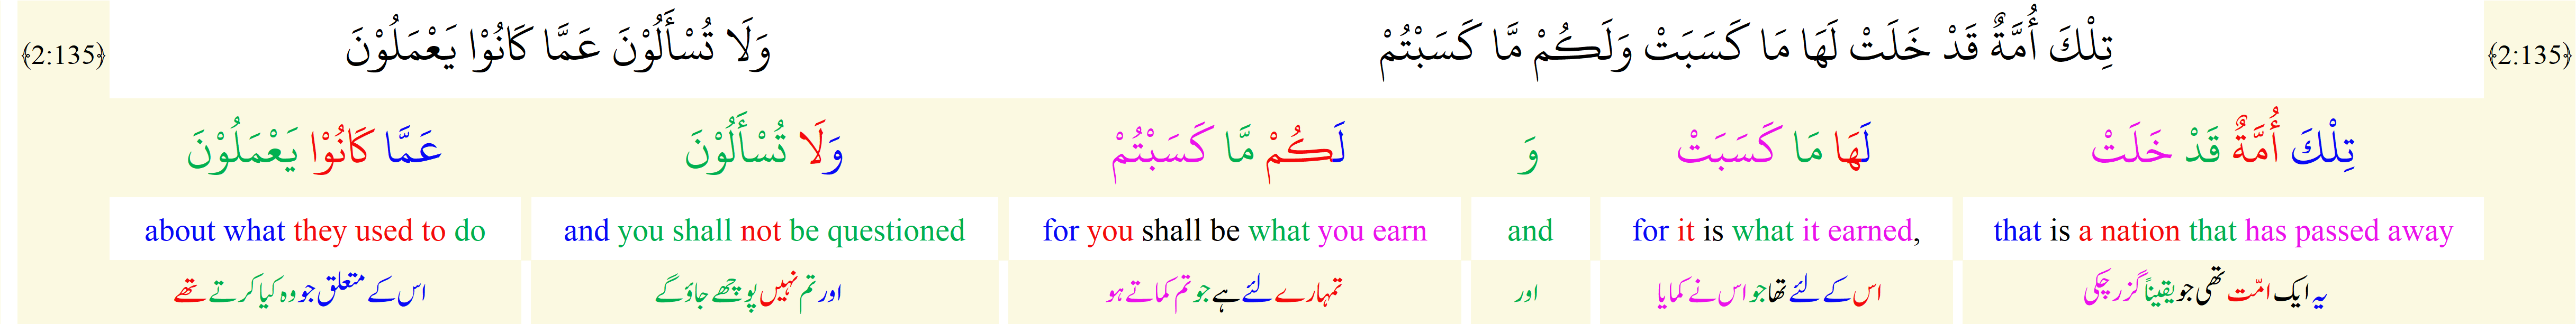 ﴿2:135﴾ تِلْكَ أُمَّةٌ قَدْ خَلَتْ لَهَا مَا كَسَبَتْ وَلَكُمْ مَّا كَسَبْتُمْ وَلَا تُسْأَلُوْنَ عَمَّا كَانُوْا يَعْمَلُوْنَ ﴿2:135﴾
تِلْكَ أُمَّةٌ قَدْ خَلَتْ لَهَا مَا كَسَبَتْ وَ لَكُمْ مَّا كَسَبْتُمْ وَلَا تُسْأَلُوْنَ عَمَّا كَانُوْا يَعْمَلُوْنَ
that is a nation that has passed away for it is what it earned, and for you shall be what you earn and you shall not be questioned about what they used to do
یہ ایک امّت تھی جو یقیناً گزر چکی اس کے لئے تھا جو اس نے کمایا اور تمہارے لئے ہے جو تم کماتے ہو اور تم نہیں پوچھے جاؤ گے اس کے متعلق جو وہ کیا کرتے تھے